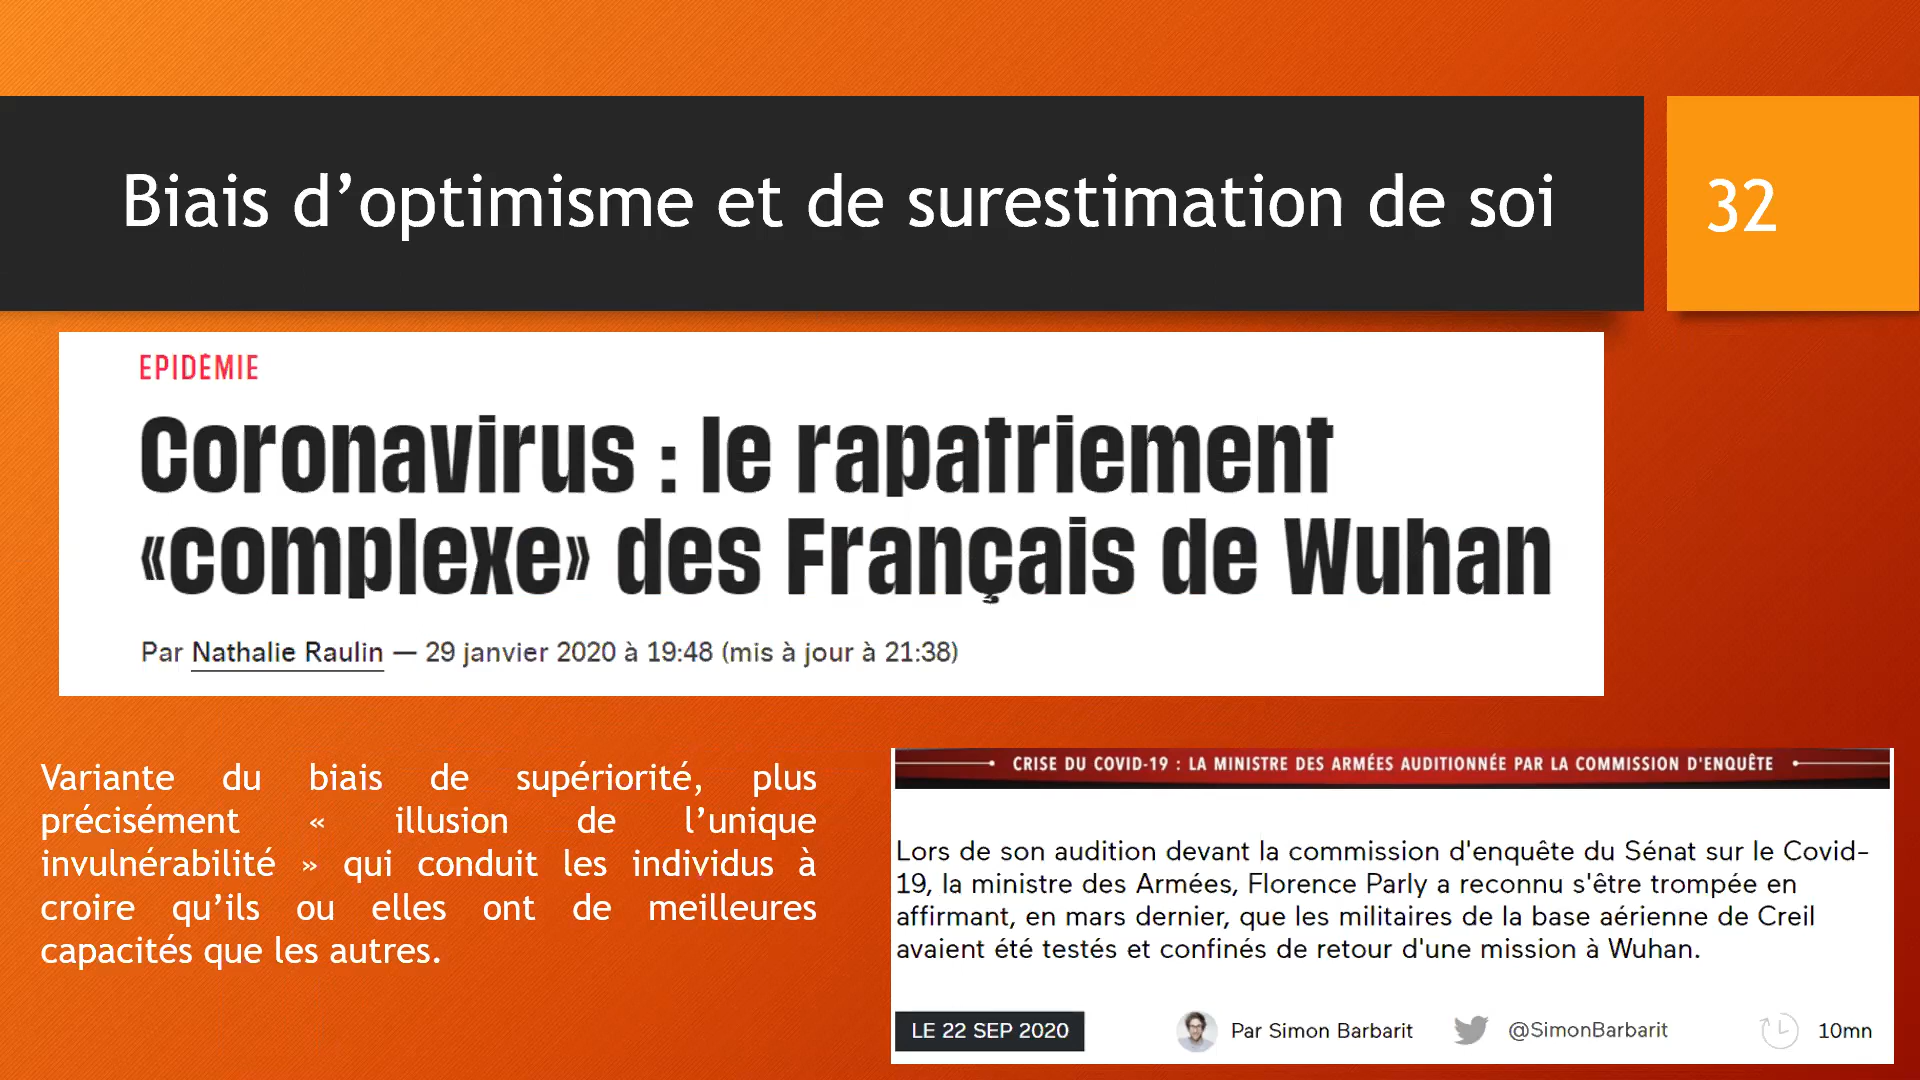 Biais d’optimisme et de surestimation de soi
32
EPIDÉMIE
Coronavirus : le rapatriement
«complexe» des Français de Wuhan
Par Nathalie Raulin — 29 janvier 2020 à 19:48 (mis à jour à 21:38)
Variante du biais de supériorité, plus
précisément « illusion de l’unique
invulnérabilité » qui conduit les individus à
croire qu’ils ou elles ont de meilleures
capacités que les autres.
CRISE DU COVID-19 : LA MINISTRE DES ARMÉES AUDITIONNÉE PAR LA COMMISSION D'ENQUÊTE
Lors de son audition devant la commission d'enquête du Sénat sur le Covid-
19, la ministre des Armées, Florence Parly a reconnu s'être trompée en
affirmant, en mars dernier, que les militaires de la base aérienne de Creil
avaient été testés et confinés de retour d'une mission à Wuhan.
LE 22 SEP 2020
Par Simon Barbarit
@SimonBarbarit
10mn